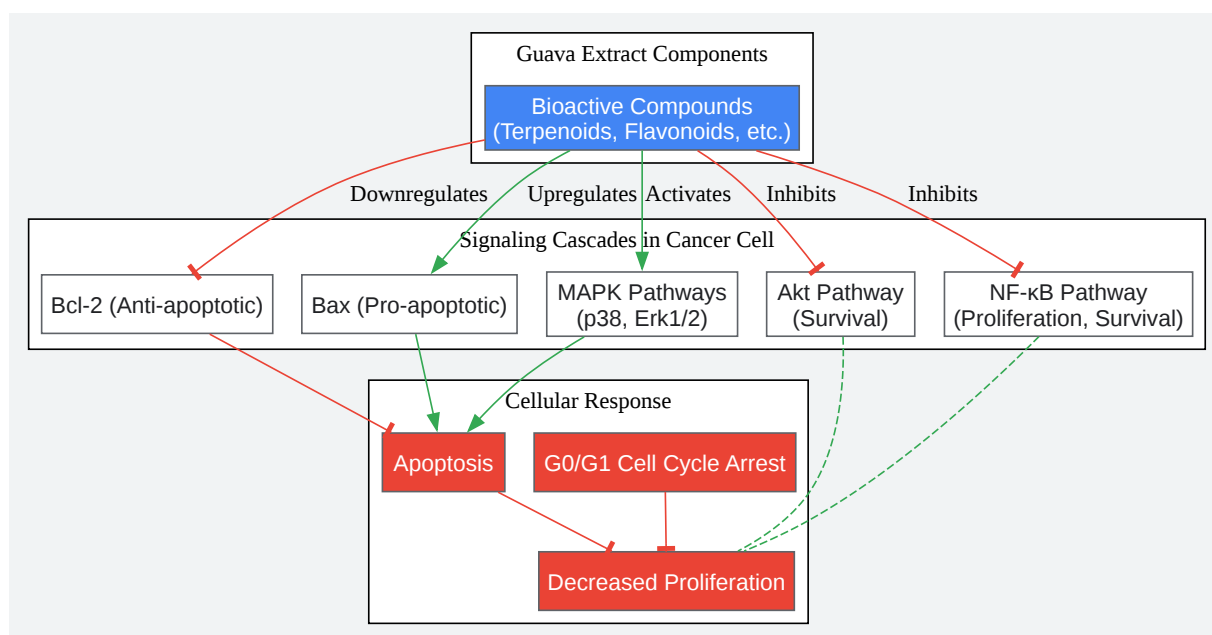 Guava Extract Components
Bioactive Compounds
(Terpenoids, Flavonoids, etc.)
Downregulates
Upregulates
Activates
Inhibits
Inhibits
Signaling Cascades in Cancer Cell
Bcl-2 (Anti-apoptotic)
Bax (Pro-apoptotic)
MAPK Pathways
(p38, Erk1/2)
Akt Pathway
(Survival)
NF-κB Pathway
(Proliferation, Survival)
Cellular Response
Apoptosis
G0/G1 Cell Cycle Arrest
Decreased Proliferation